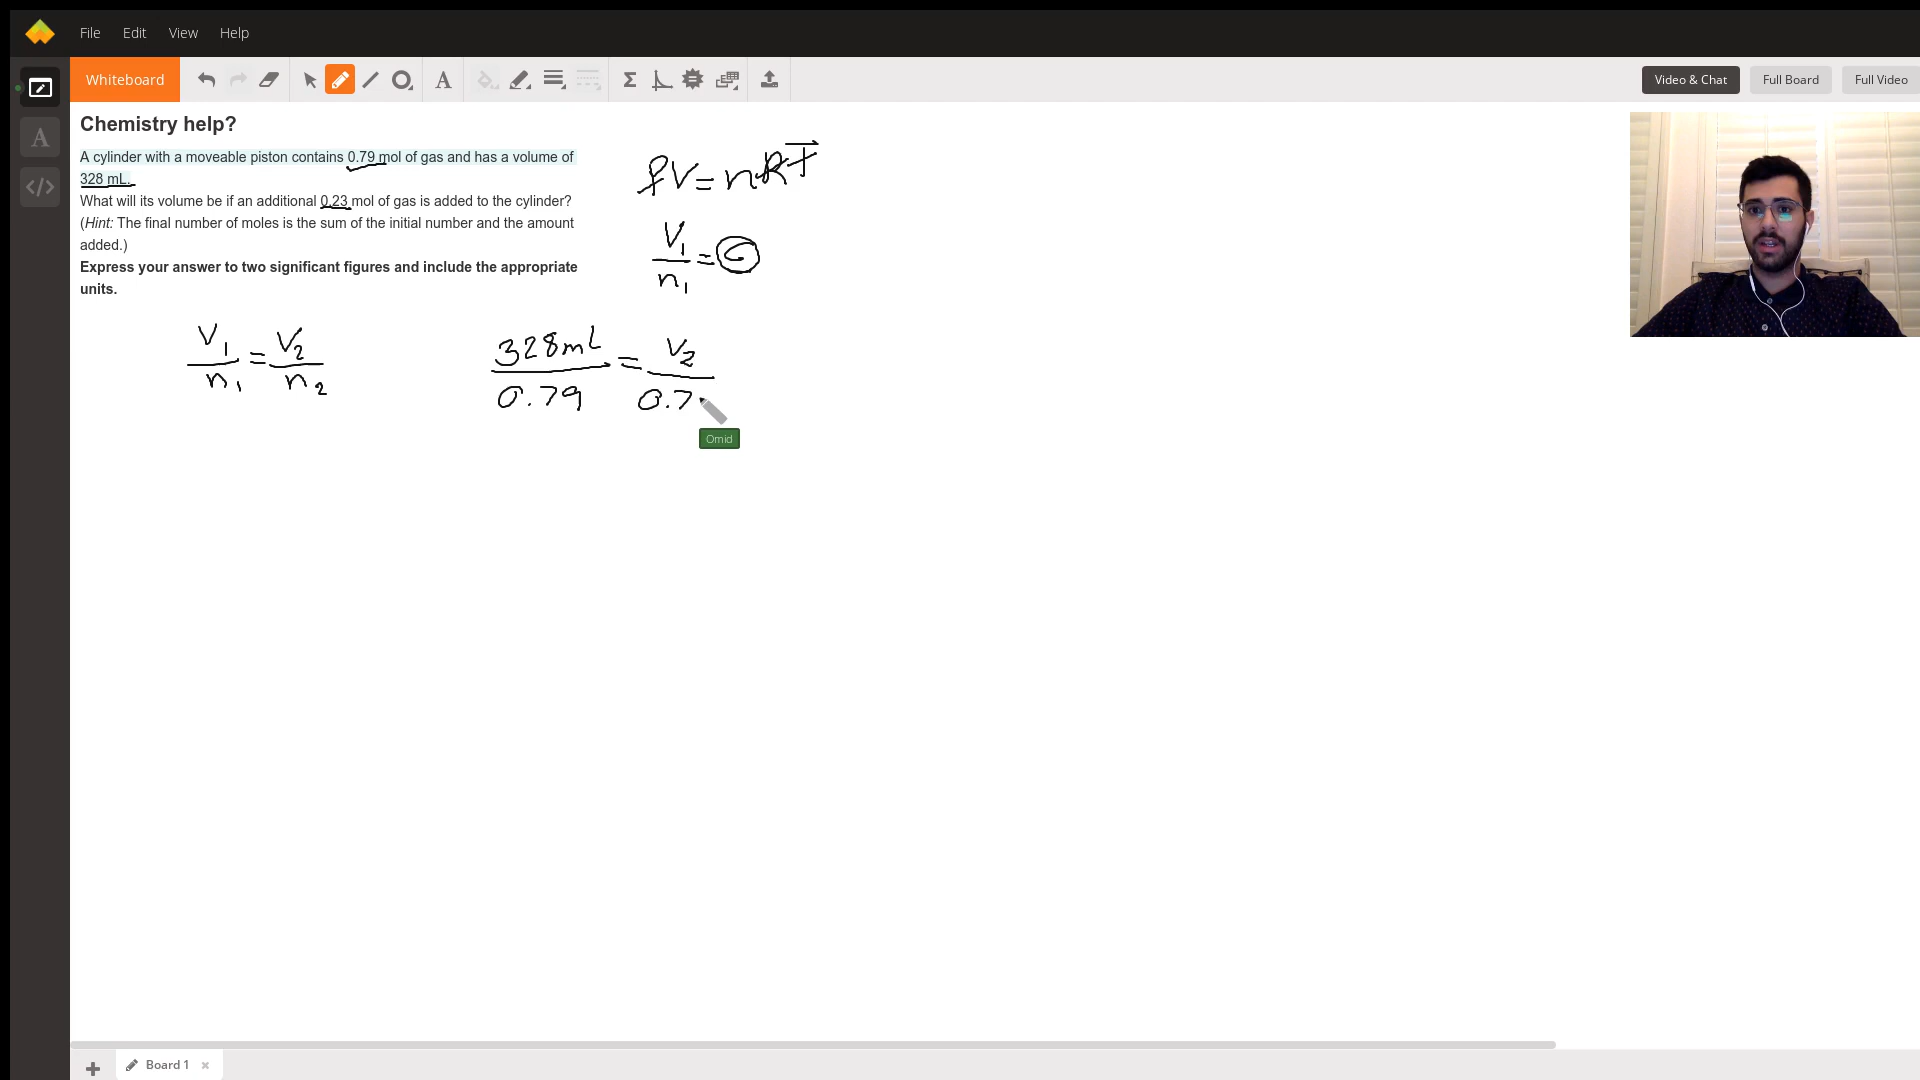 File Edit View Help
Whiteboard
Video & Chat Full Board Full Video
Chemistry help?
A cylinder with a moveable piston contains 0.79 mol of gas and has a volume of
328 mL.
What will its volume be if an additional 0.23 mol of gas is added to the cylinder?
(Hint: The final number of moles is the sum of the initial number and the amount
added.)
Express your answer to two significant figures and include the appropriate
units.
PV = nRT
V1/n1 = C
V1/n1 = V2/n2
328 mL/0.79 = V2/0.7
Omid
Board 1